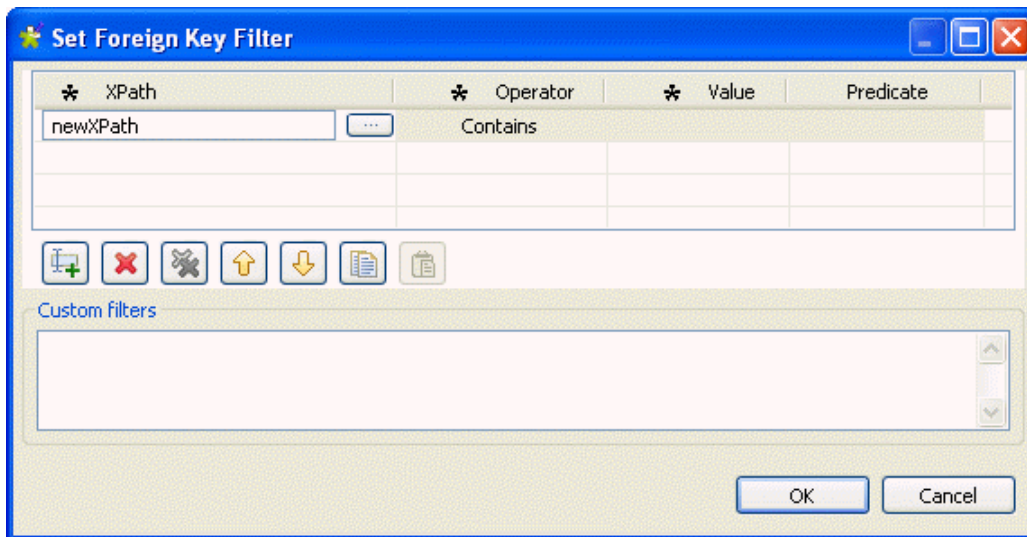 Set Foreign Key Filter
* XPath * Operator * Value Predicate
newXPath ... Contains
Custom filters
OK Cancel